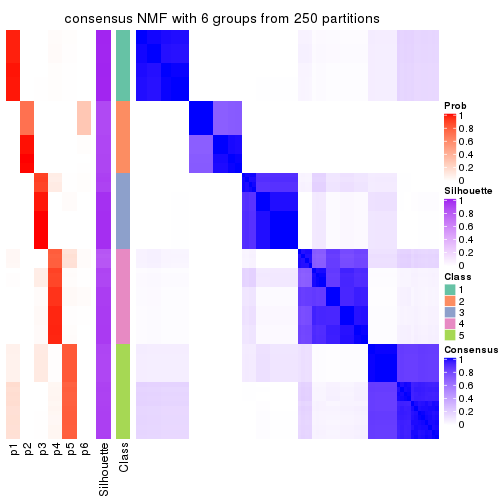 consensus NMF with 6 groups from 250 partitions
Prob
1
0.8
0.6
0.4
0.2
0
Silhouette
1
0.8
0.6
0.4
0.2
0
Class
1
2
3
4
5
Consensus
1
0.8
0.6
0.4
0.2
0
p1
p2
p3
p4
p5
p6
Silhouette
Class